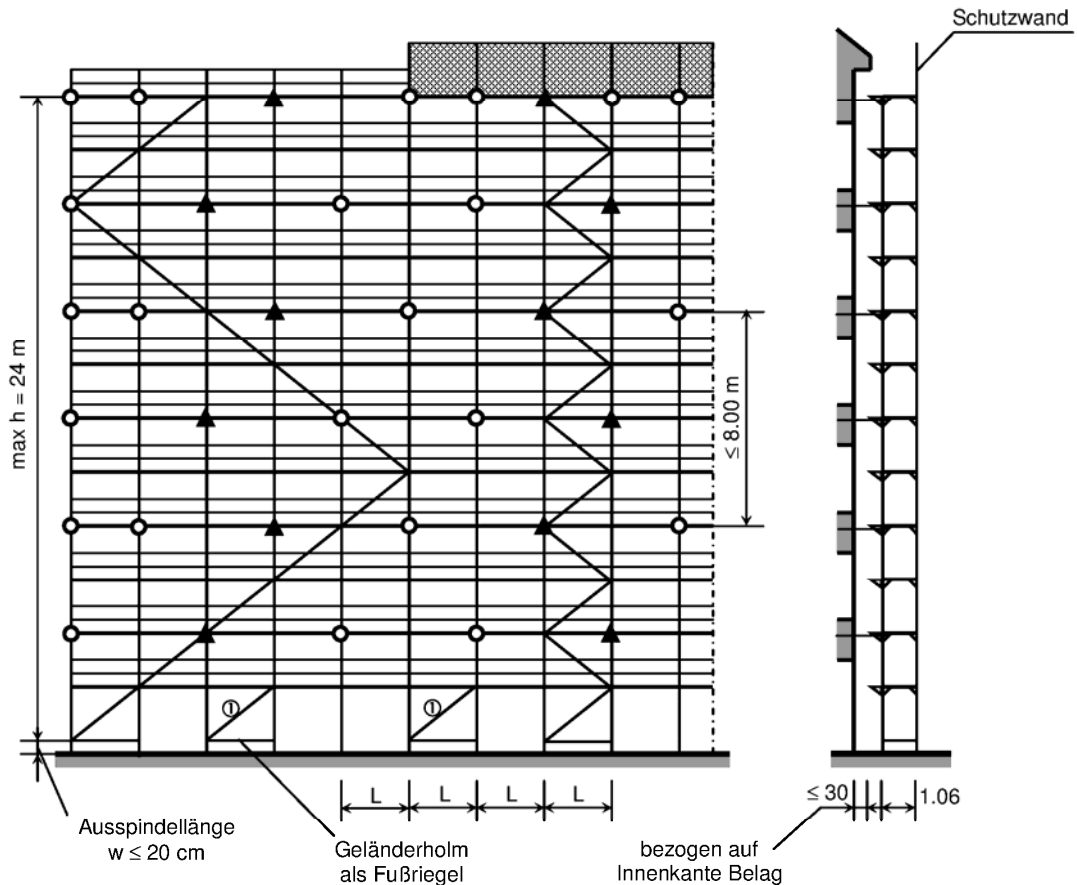 Schutzwand
max h = 24 m
≤ 8.00 m
①
①
L
L
L
L
≤ 30
1.06
Ausspindellänge
w ≤ 20 cm
Geländerholm
als Fußriegel
bezogen auf
Innenkante Belag